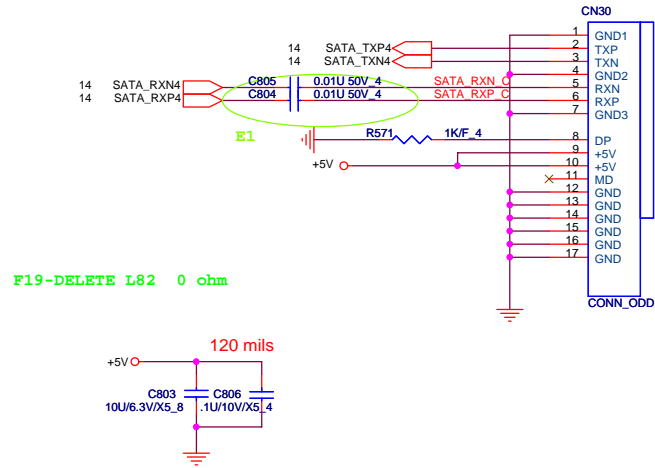 CN30
1 GND1
14 SATA_TXP4 2 TXP
14 SATA_TXN4 3 TXN
4 GND2
14 SATA_RXN4 C805 0.01U 50V_4 SATA_RXN_C 5 RXN
14 SATA_RXP4 C804 0.01U 50V_4 SATA_RXP_C 6 RXP
7 GND3
E1
R571 1K/F_4 8 DP
9 +5V
+5V 10 +5V
11 MD
12 GND
13 GND
14 GND
15 GND
16 GND
17 GND
F19-DELETE L82 0 ohm
CONN_ODD
120 mils
+5V
C803 C806
10U/6.3V/X5_8 .1U/10V/X5_4